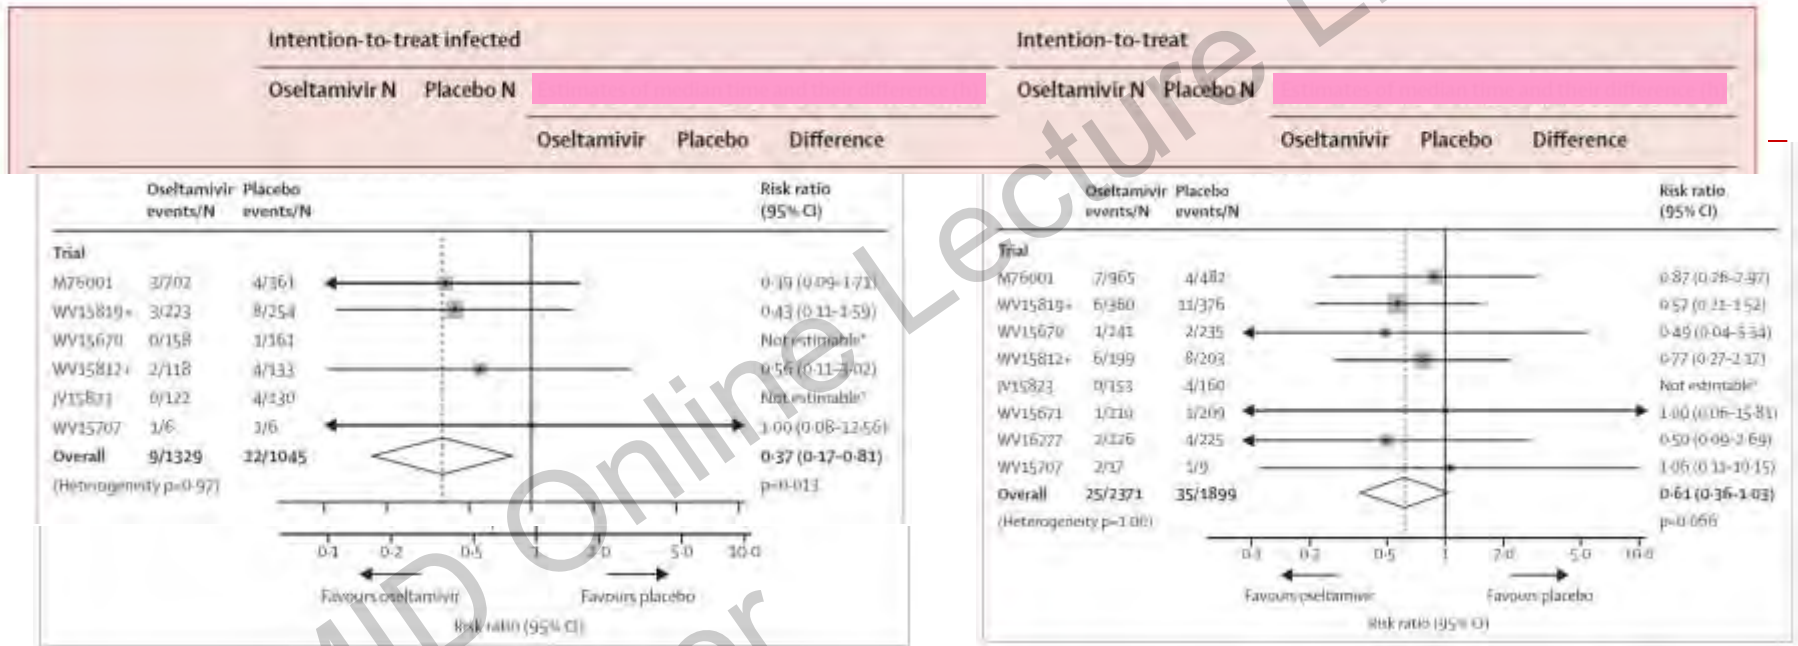 Intention-to-treat infected Intention-to-treat
Oseltamivir N Placebo N Oseltamivir N Placebo N
Oseltamivir Placebo Difference Oseltamivir Placebo Difference
Oseltamivir Placebo Risk ratio
events/N events/N (95% CI)
Trial
M76001 3/702 4/361 0·39 (0·09–1·71)
WV15819+ 3/223 8/254 0·43 (0·11–1·59)
WV15670 0/158 1/161 Not estimable*
WV15812+ 2/118 4/133 0·56 (0·11–3·02)
JV15823 0/122 4/130 Not estimable*
WV15707 1/6 1/6 1·00 (0·08–12·56)
Overall 9/1329 22/1045 0·37 (0·17–0·81)
(Heterogeneity p=0·97) p=0·013
0·1 0·2 0·5 1 2·0 5·0 10·0
Favours oseltamivir Favours placebo
Risk ratio (95% CI)
Oseltamivir Placebo Risk ratio
events/N events/N (95% CI)
Trial
M76001 7/965 4/482 0·87 (0·26–2·97)
WV15819+ 6/360 11/376 0·57 (0·21–1·52)
WV15670 1/241 2/235 0·49 (0·04–5·34)
WV15812+ 6/199 8/203 0·77 (0·27–2·17)
JV15823 0/153 4/160 Not estimable*
WV15671 1/210 1/209 1·00 (0·06–15·81)
WV16277 2/226 4/225 0·50 (0·09–2·69)
WV15707 2/17 1/9 1·06 (0·11–10·15)
Overall 25/2371 35/1899 0·61 (0·36–1·03)
(Heterogeneity p=1·00) p=0·066
0·1 0·2 0·5 1 2·0 5·0 10·0
Favours oseltamivir Favours placebo
Risk ratio (95% CI)
MID Online Lecture